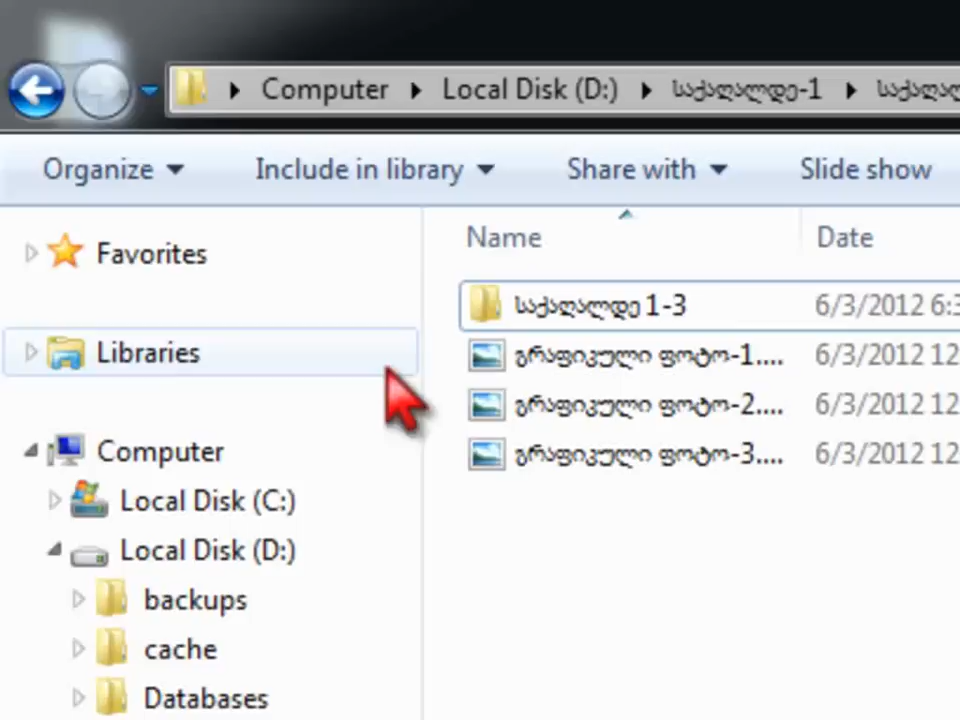 Computer Local Disk (D:) საქაღალდე-1
Organize Include in library Share with Slide show
Favorites
Libraries
Computer
Local Disk (C:)
Local Disk (D:)
backups
cache
Databases
Name Date
საქაღალდე 1-3 6/3/2012
გრაფიკული ფოტო-1.... 6/3/2012 12
გრაფიკული ფოტო-2.... 6/3/2012 12
გრაფიკული ფოტო-3.... 6/3/2012 12